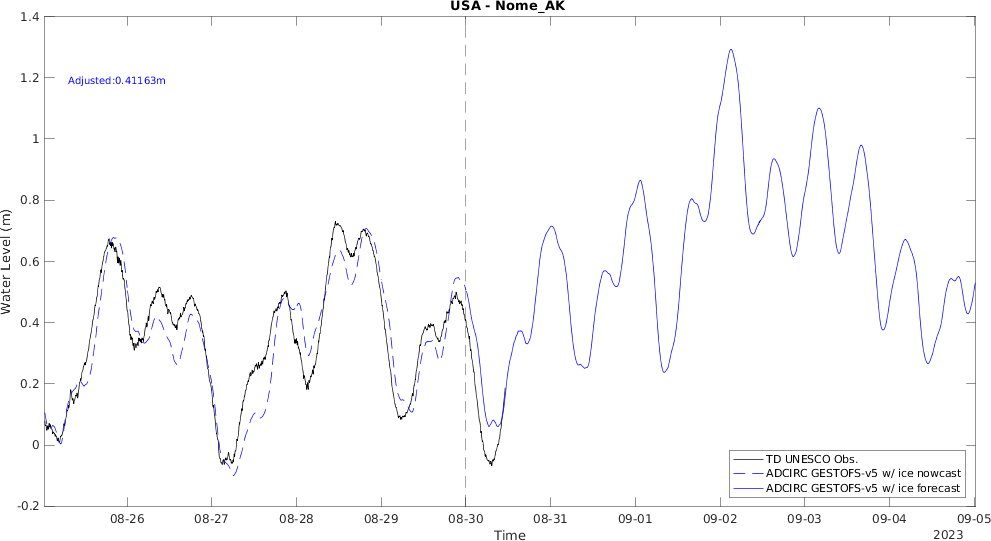 USA - Nome_AK
1.4
1.2
1
0.8
0.6
0.4
0.2
0
-0.2
Water Level (m)
Adjusted:0.41163m
TD UNESCO Obs.
ADCIRC GESTOFS-v5 w/ ice nowcast
ADCIRC GESTOFS-v5 w/ ice forecast
08-26 08-27 08-28 08-29 08-30 08-31 09-01 09-02 09-03 09-04 09-05
Time
2023